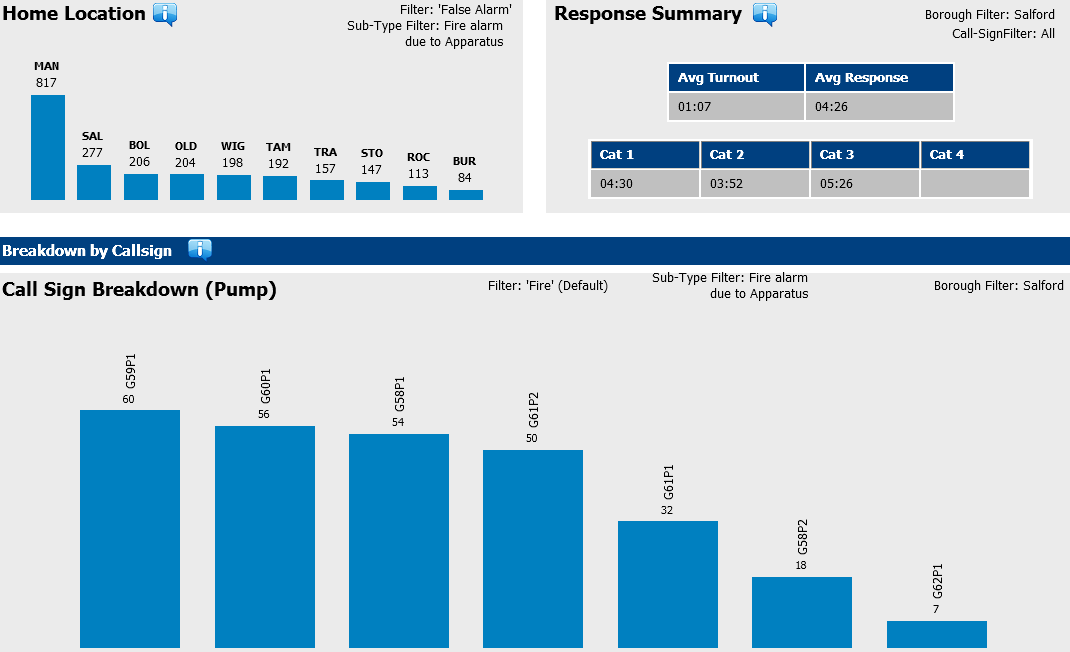 Home Location
Filter: 'False Alarm'
Sub-Type Filter: Fire alarm
due to Apparatus
MAN
817
SAL
277
BOL
206
OLD
204
WIG
198
TAM
192
TRA
157
STO
147
ROC
113
BUR
84
Response Summary
Borough Filter: Salford
Call-SignFilter: All
Avg Turnout Avg Response
01:07 04:26
Cat 1 Cat 2 Cat 3 Cat 4
04:30 03:52 05:26
Breakdown by Callsign
Call Sign Breakdown (Pump)
Filter: 'Fire' (Default)
Sub-Type Filter: Fire alarm
due to Apparatus
Borough Filter: Salford
G59P1
60
G60P1
56
G58P1
54
G61P2
50
G61P1
32
G58P2
18
G62P1
7